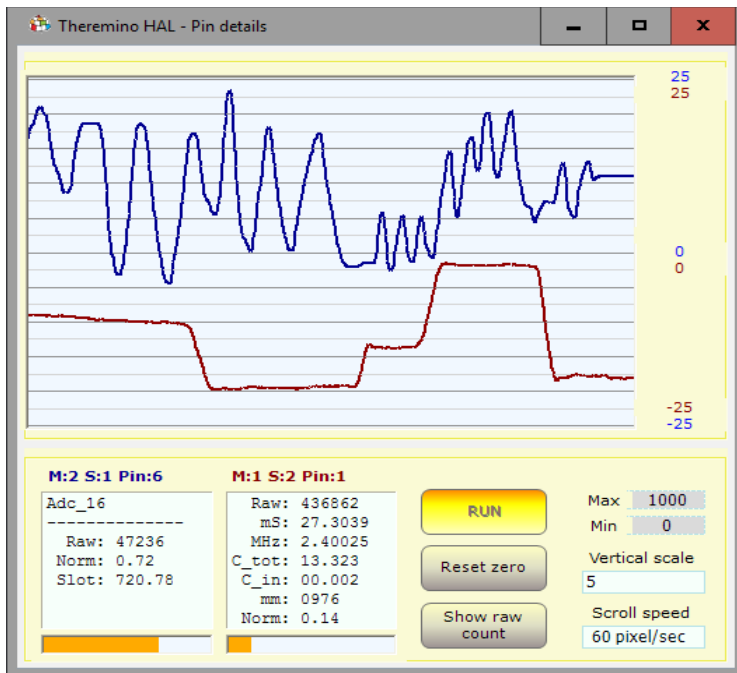 Theremino HAL - Pin details
25
25
0
0
-25
-25
M:2 S:1 Pin:6
Adc_16
--------------
Raw: 47236
Norm: 0.72
Slot: 720.78
M:1 S:2 Pin:1
Raw: 436862
mS: 27.3039
MHz: 2.40025
C_tot: 13.323
C_in: 00.002
mm: 0976
Norm: 0.14
RUN
Reset zero
Show raw
count
Max 1000
Min 0
Vertical scale
5
Scroll speed
60 pixel/sec